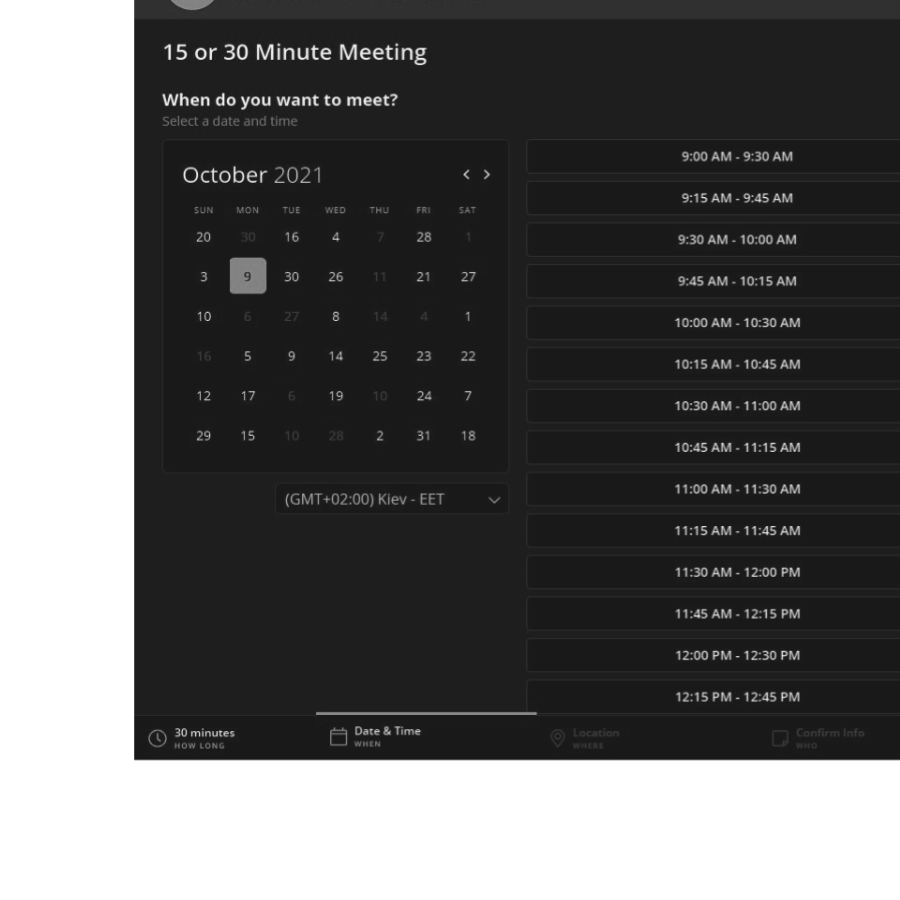 15 or 30 Minute Meeting
When do you want to meet?
Select a date and time
October 2021
SUN MON TUE WED THU FRI SAT
20 30 16 4 7 28 1
3 9 30 26 11 21 27
10 6 27 8 14 4 1
16 5 9 14 25 23 22
12 17 6 19 10 24 7
29 15 10 28 2 31 18
(GMT+02:00) Kiev - EET
9:00 AM - 9:30 AM
9:15 AM - 9:45 AM
9:30 AM - 10:00 AM
9:45 AM - 10:15 AM
10:00 AM - 10:30 AM
10:15 AM - 10:45 AM
10:30 AM - 11:00 AM
10:45 AM - 11:15 AM
11:00 AM - 11:30 AM
11:15 AM - 11:45 AM
11:30 AM - 12:00 PM
11:45 AM - 12:15 PM
12:00 PM - 12:30 PM
12:15 PM - 12:45 PM
30 minutes
HOW LONG
Date & Time
WHEN
Location
WHERE
Confirm Info
WHO